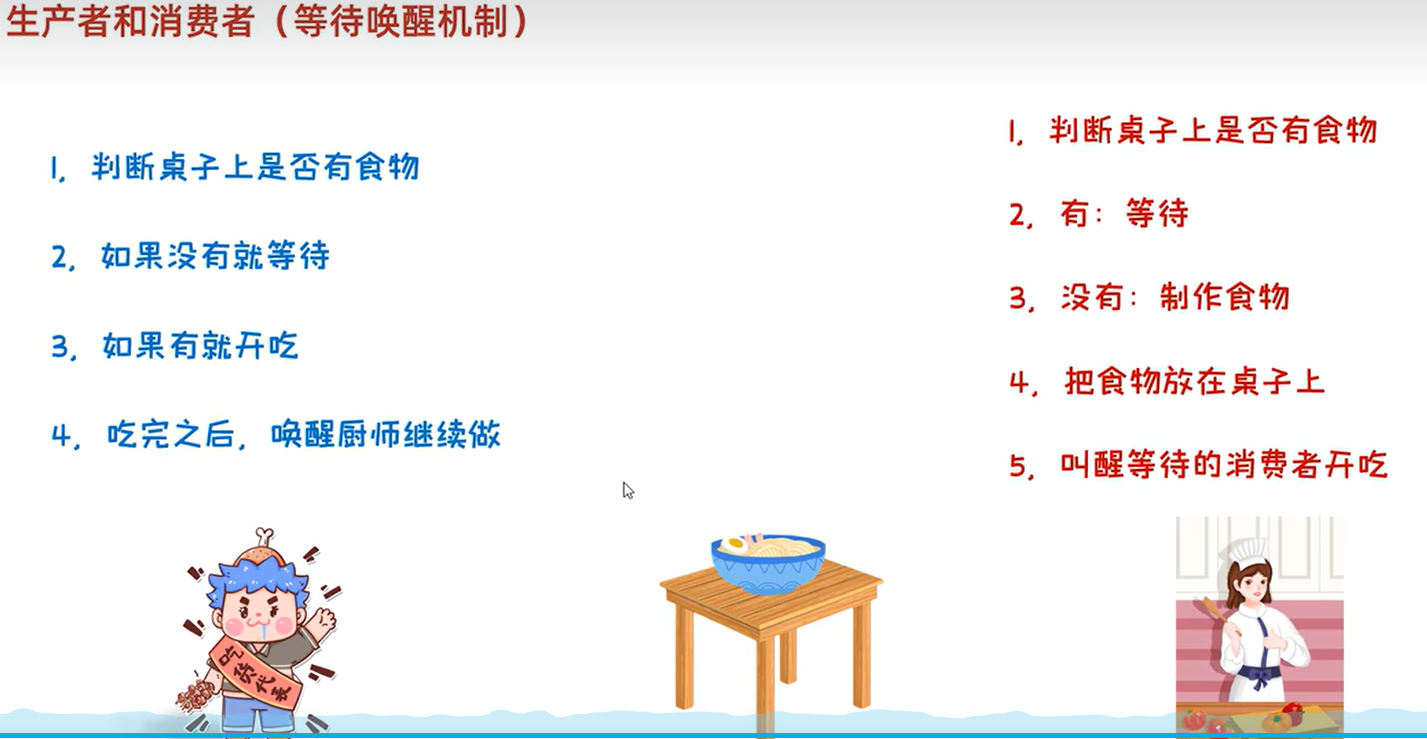 生产者和消费者（等待唤醒机制）
1, 判断桌子上是否有食物
2, 如果没有就等待
3, 如果有就开吃
4, 吃完之后, 唤醒厨师继续做
1, 判断桌子上是否有食物
2, 有: 等待
3, 没有: 制作食物
4, 把食物放在桌子上
5, 叫醒等待的消费者开吃
吃货代表